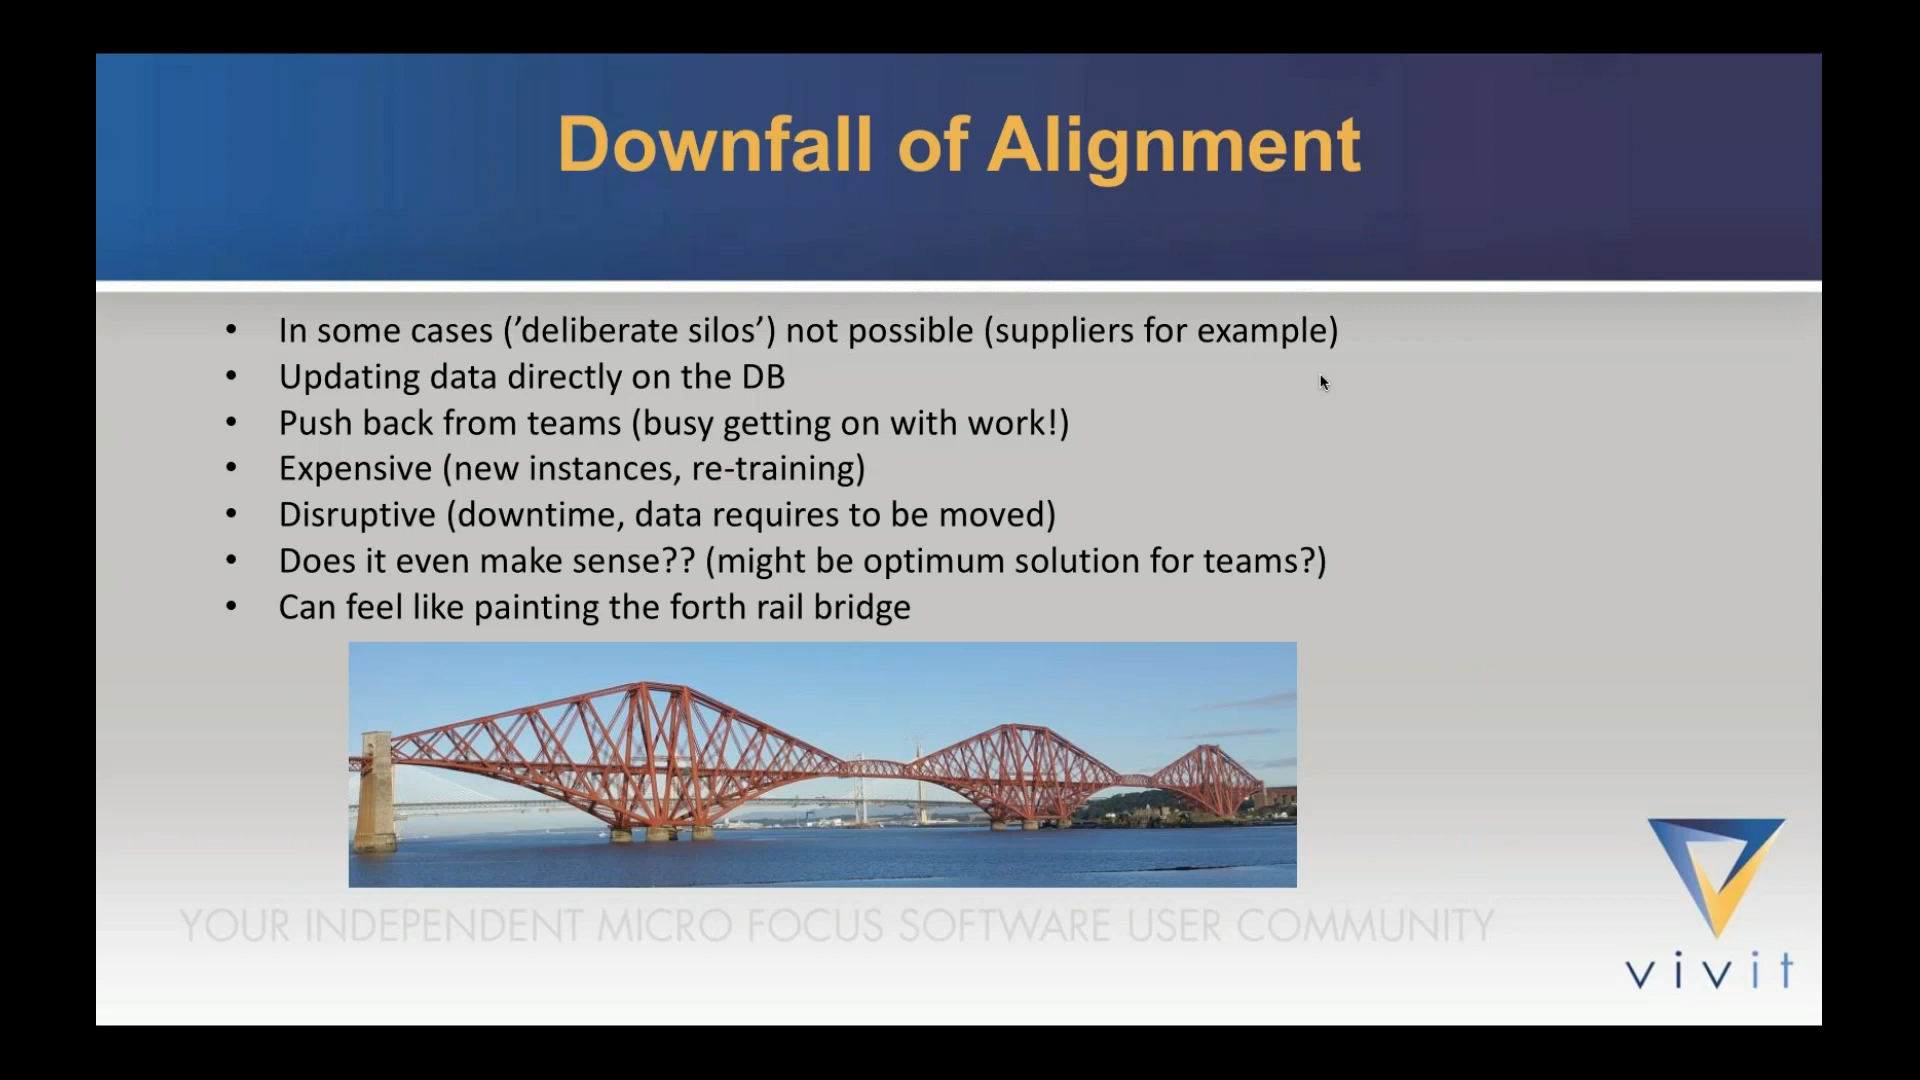 Downfall of Alignment
• In some cases (’deliberate silos’) not possible (suppliers for example)
• Updating data directly on the DB
• Push back from teams (busy getting on with work!)
• Expensive (new instances, re-training)
• Disruptive (downtime, data requires to be moved)
• Does it even make sense?? (might be optimum solution for teams?)
• Can feel like painting the forth rail bridge
YOUR INDEPENDENT MICRO FOCUS SOFTWARE USER COMMUNITY
vivit